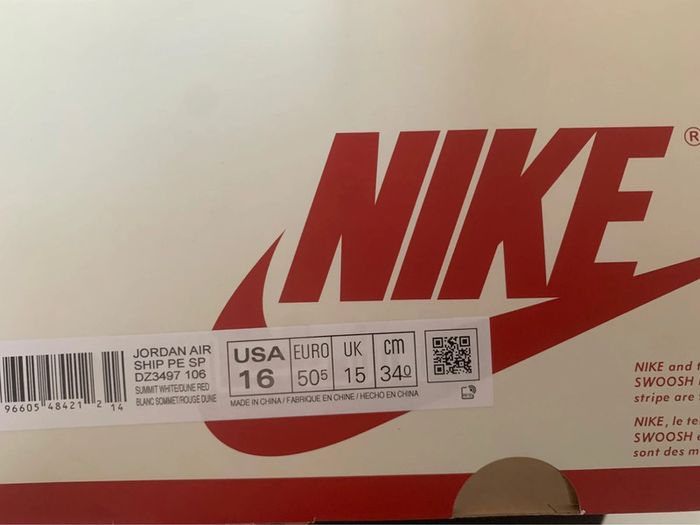 NIKE ®
JORDAN AIR
SHIP PE SP
DZ3497 106
SUMMIT WHITE/DUNE RED
BLANC SOMMET/ROUGE DUNE
96605 48421 2 14
USA EURO UK cm
16 505 15 340
MADE IN CHINA / FABRIQUE EN CHINE / HECHO EN CHINA
NIKE and
SWOOSH
stripe are
NIKE, le
SWOOSH
sont des